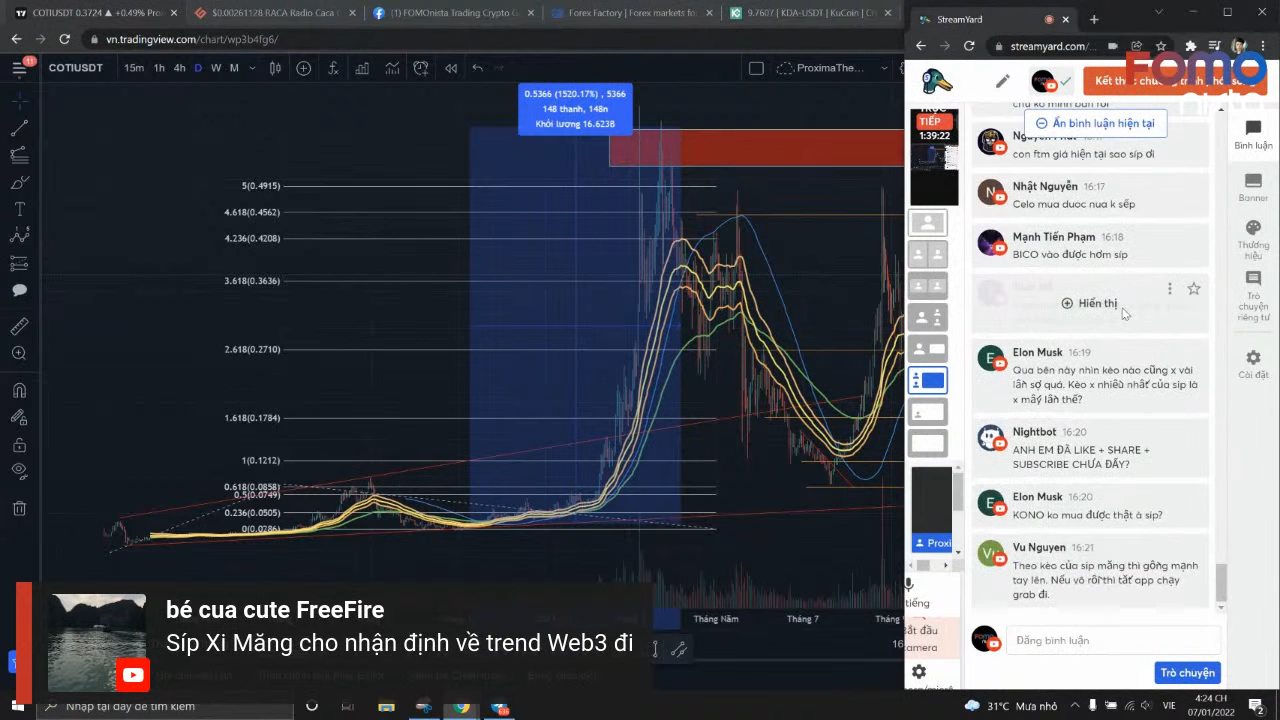 $0.00261128 RACA Radio Caca
(1) FOMOnista Trading Crypto C
Forex Factory | Forex markets for
9.7607 | KDA-USDT | KuCoin | Cr
StreamYard
vn.tradingview.com/chart/wp3b4fg6/
streamyard.com/...
11
COTIUSDT
15m 1h 4h D W M
ProximaThe...
Fomo
Kết thúc chương trình
COTIUSDT 0.3724 ▲ +0.49%
0.5366 (1520.17%) , 5366
148 thanh, 148n
Khối lượng 16.6238
5(0.4915)
4.618(0.4562)
4.236(0.4208)
3.618(0.3636)
2.618(0.2710)
1.618(0.1784)
1(0.1212)
0.618(0.0858)
0.5(0.0749)
0.236(0.0505)
0(0.0286)
Tháng Năm
Tháng 7
TIẾP
1:39:22
Ẩn bình luận hiện tại
con ftm giá hiện tại sao síp ơi
Nhật Nguyễn 16:17
Celo mua duoc nua k sếp
Mạnh Tiến Phạm 16:18
BICO vào được hơm síp
Hiển thị
Elon Musk 16:19
Qua bên này nhìn kèo nào cũng x vài
lần sợ quá. Kèo x nhiều nhất của sip là
x mấy lần thế?
Nightbot 16:20
ANH EM ĐÃ LIKE + SHARE +
SUBSCRIBE CHƯA ĐẤY?
Elon Musk 16:20
KONO ko mua được thật à sip?
Vu Nguyen 16:21
Theo kèo của sip măng thì gồng mạnh
tay lên. Nếu vỡ rồi thì tắt app chạy
grab đi.
Đăng bình luận
Trò chuyện
Bình luận
Banner
Thương
hiệu
Trò
chuyện
riêng tư
Cài đặt
Proxi
bé dua cute FreeFire
Síp Xi Măng cho nhận định về trend Web3 đi
Nhập tại đây để tìm kiếm
31°C Mưa nhỏ
VIE
4:24 CH
07/01/2022
2